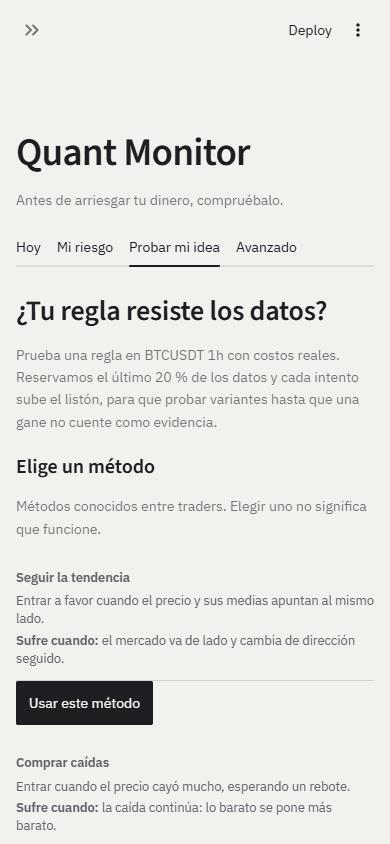 Deploy
Quant Monitor
Antes de arriesgar tu dinero, compruébalo.
Hoy Mi riesgo Probar mi idea Avanzado
¿Tu regla resiste los datos?
Prueba una regla en BTCUSDT 1h con costos reales.
Reservamos el último 20 % de los datos y cada intento
sube el listón, para que probar variantes hasta que una
gane no cuente como evidencia.
Elige un método
Métodos conocidos entre traders. Elegir uno no significa
que funcione.
Seguir la tendencia
Entrar a favor cuando el precio y sus medias apuntan al mismo
lado.
Sufre cuando: el mercado va de lado y cambia de dirección
seguido.
Usar este método
Comprar caídas
Entrar cuando el precio cayó mucho, esperando un rebote.
Sufre cuando: la caída continúa: lo barato se pone más
barato.